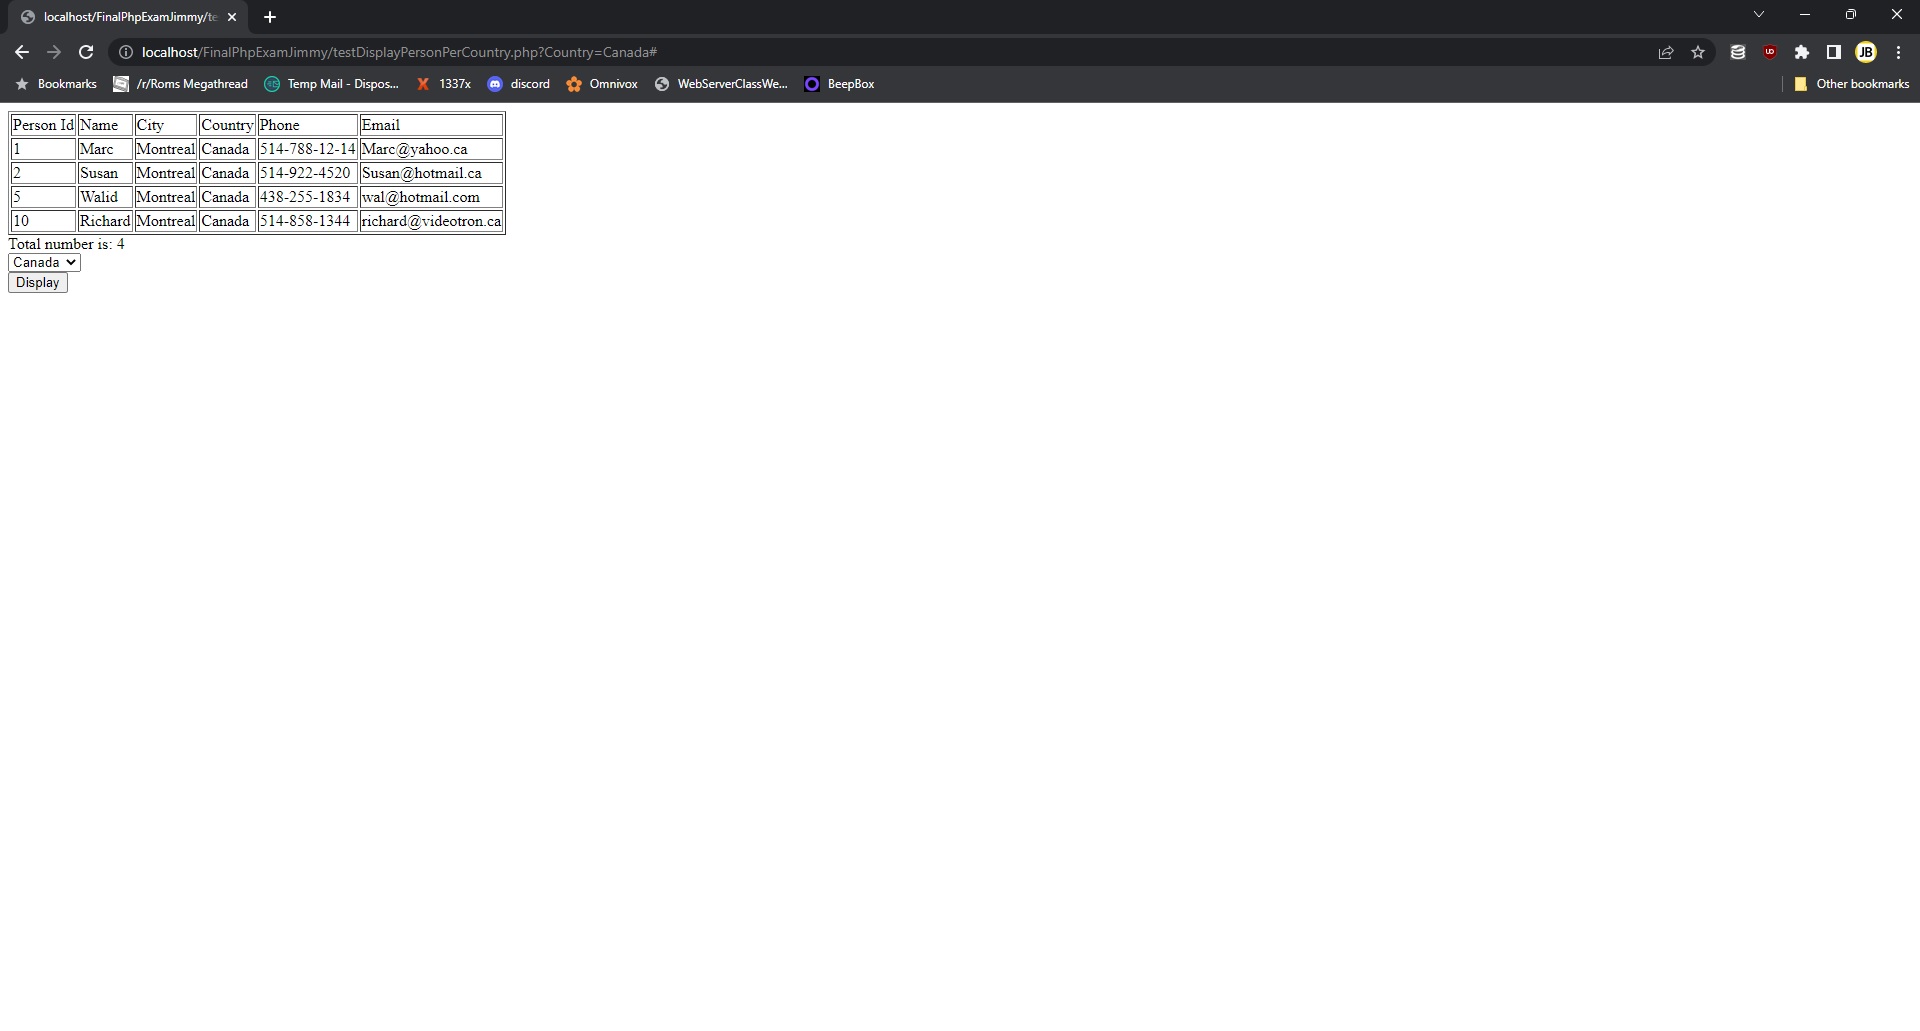 localhost/FinalPhpExamJimmy/te
localhost/FinalPhpExamJimmy/testDisplayPersonPerCountry.php?Country=Canada#
UD
JB
Bookmarks /r/Roms Megathread Temp Mail - Dispos... 1337x discord Omnivox WebServerClassWe... BeepBox Other bookmarks
Person Id Name City Country Phone Email
1 Marc Montreal Canada 514-788-12-14 Marc@yahoo.ca
2 Susan Montreal Canada 514-922-4520 Susan@hotmail.ca
5 Walid Montreal Canada 438-255-1834 wal@hotmail.com
10 Richard Montreal Canada 514-858-1344 richard@videotron.ca
Total number is: 4
Canada
Display